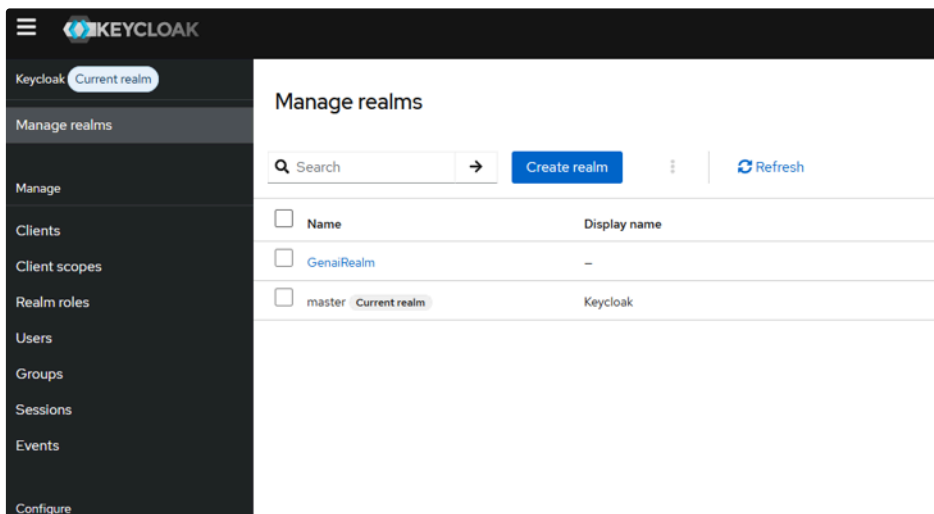 KEYCLOAK
Keycloak Current realm
Manage realms
Manage
Clients
Client scopes
Realm roles
Users
Groups
Sessions
Events
Configure
Manage realms
Search Create realm Refresh
Name Display name
GenaiRealm –
master Current realm Keycloak